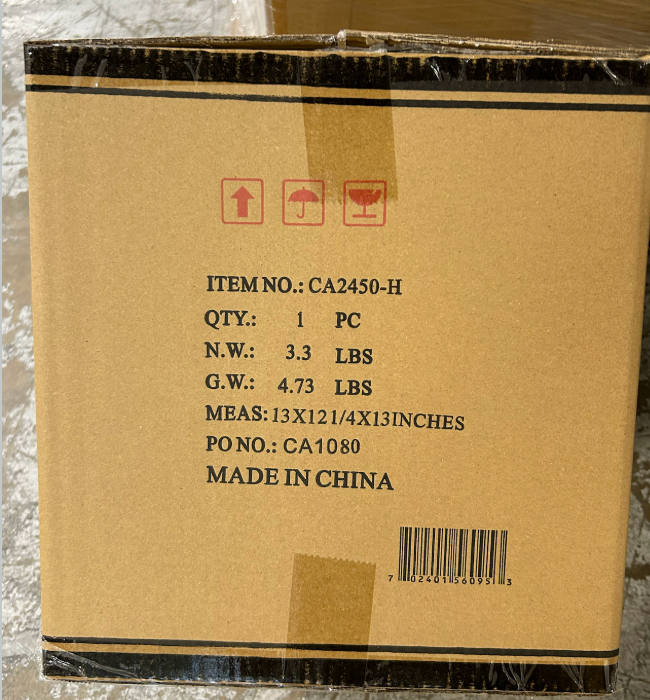 ITEM NO.: CA2450-H
QTY.: 1 PC
N.W.: 3.3 LBS
G.W.: 4.73 LBS
MEAS: 13X12 1/4X13INCHES
PO NO.: CA1080
MADE IN CHINA
7 02401 56095 3